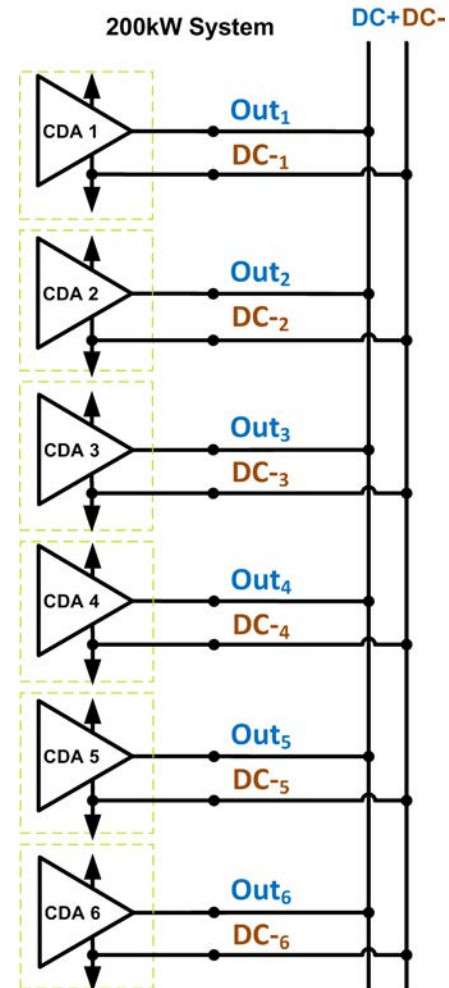 200kW System
DC+ DC-
CDA 1
Out₁
DC-₁
CDA 2
Out₂
DC-₂
CDA 3
Out₃
DC-₃
CDA 4
Out₄
DC-₄
CDA 5
Out₅
DC-₅
CDA 6
Out₆
DC-₆